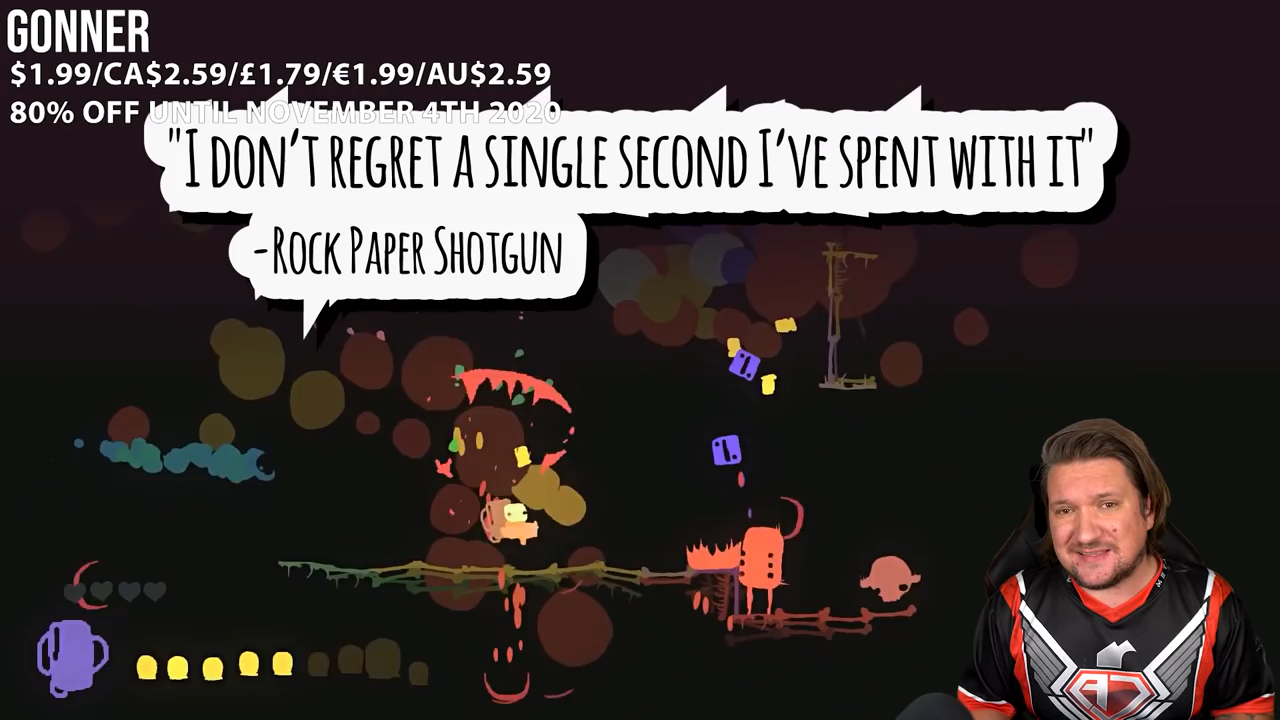 GONNER
$1.99/CA$2.59/£1.79/€1.99/AU$2.59
80% OFF UNTIL NOVEMBER 4TH 2020
"I DON'T REGRET A SINGLE SECOND I'VE SPENT WITH IT"
-ROCK PAPER SHOTGUN